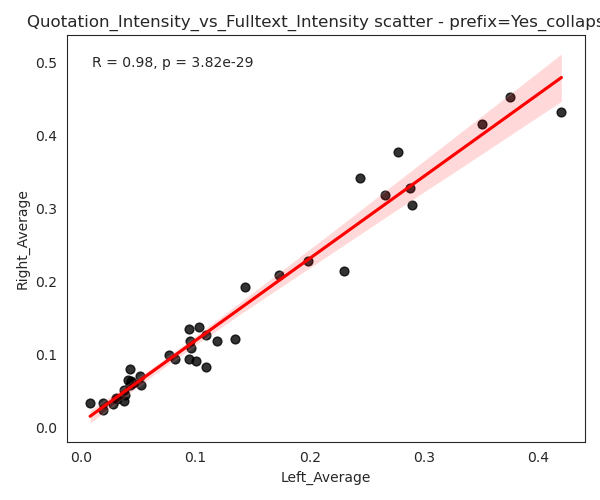 Quotation_Intensity_vs_Fulltext_Intensity scatter - prefix=Yes_collaps
R = 0.98, p = 3.82e-29
0.5
0.4
0.3
0.2
0.1
0.0
Right_Average
0.0 0.1 0.2 0.3 0.4
Left_Average